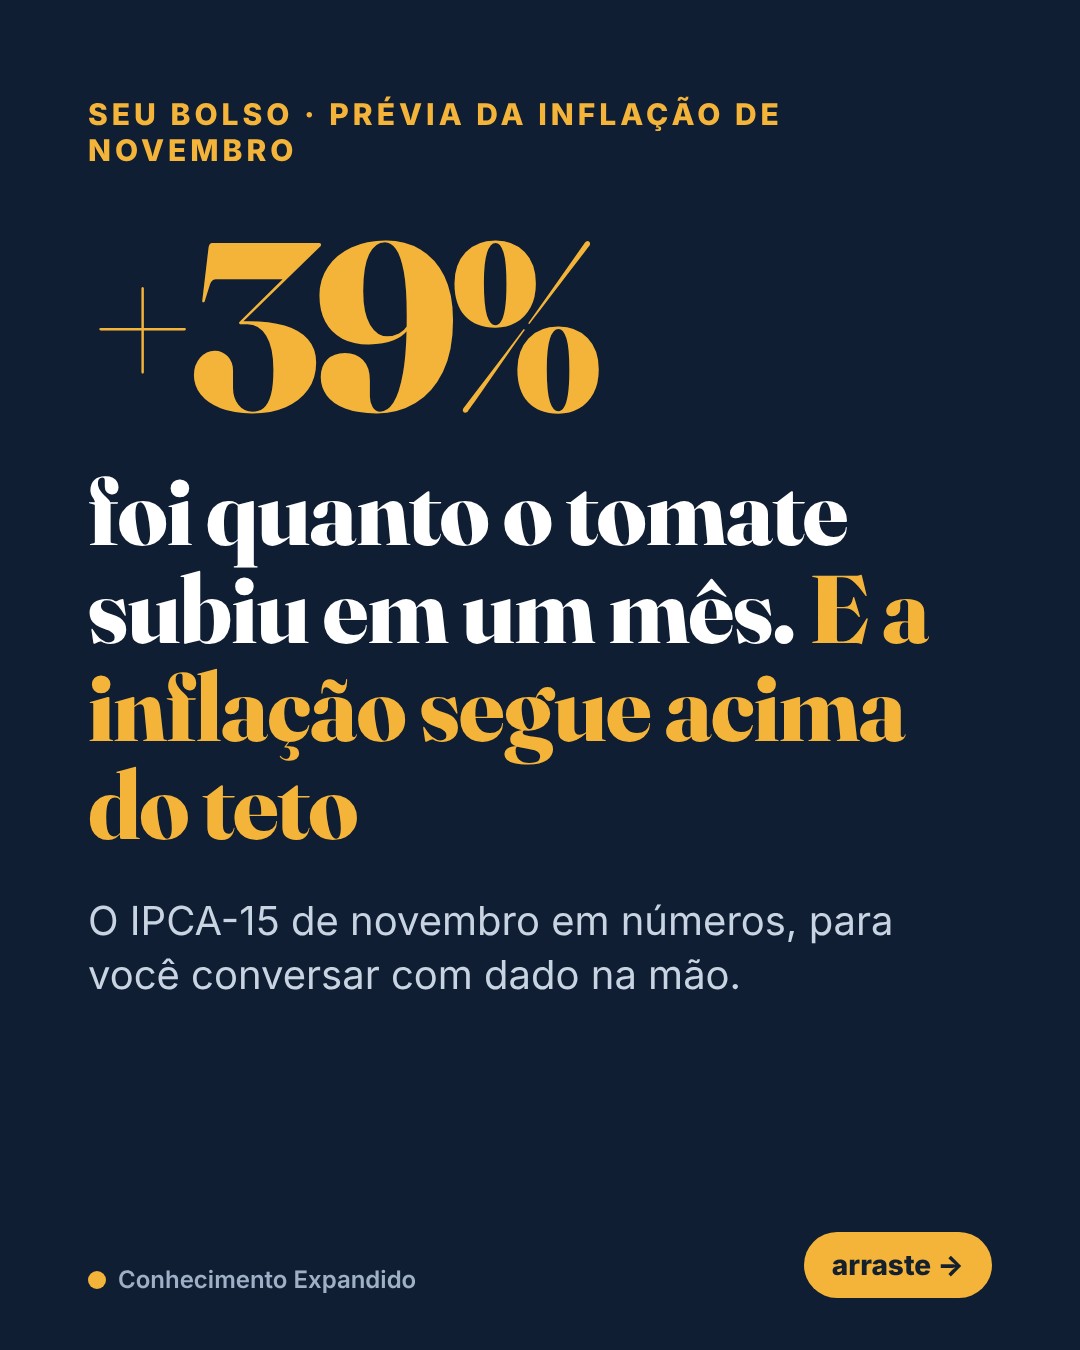 SEU BOLSO · PRÉVIA DA INFLAÇÃO DE
NOVEMBRO
+39%
foi quanto o tomate
subiu em um mês. E a
inflação segue acima
do teto
O IPCA-15 de novembro em números, para
você conversar com dado na mão.
Conhecimento Expandido
arraste →